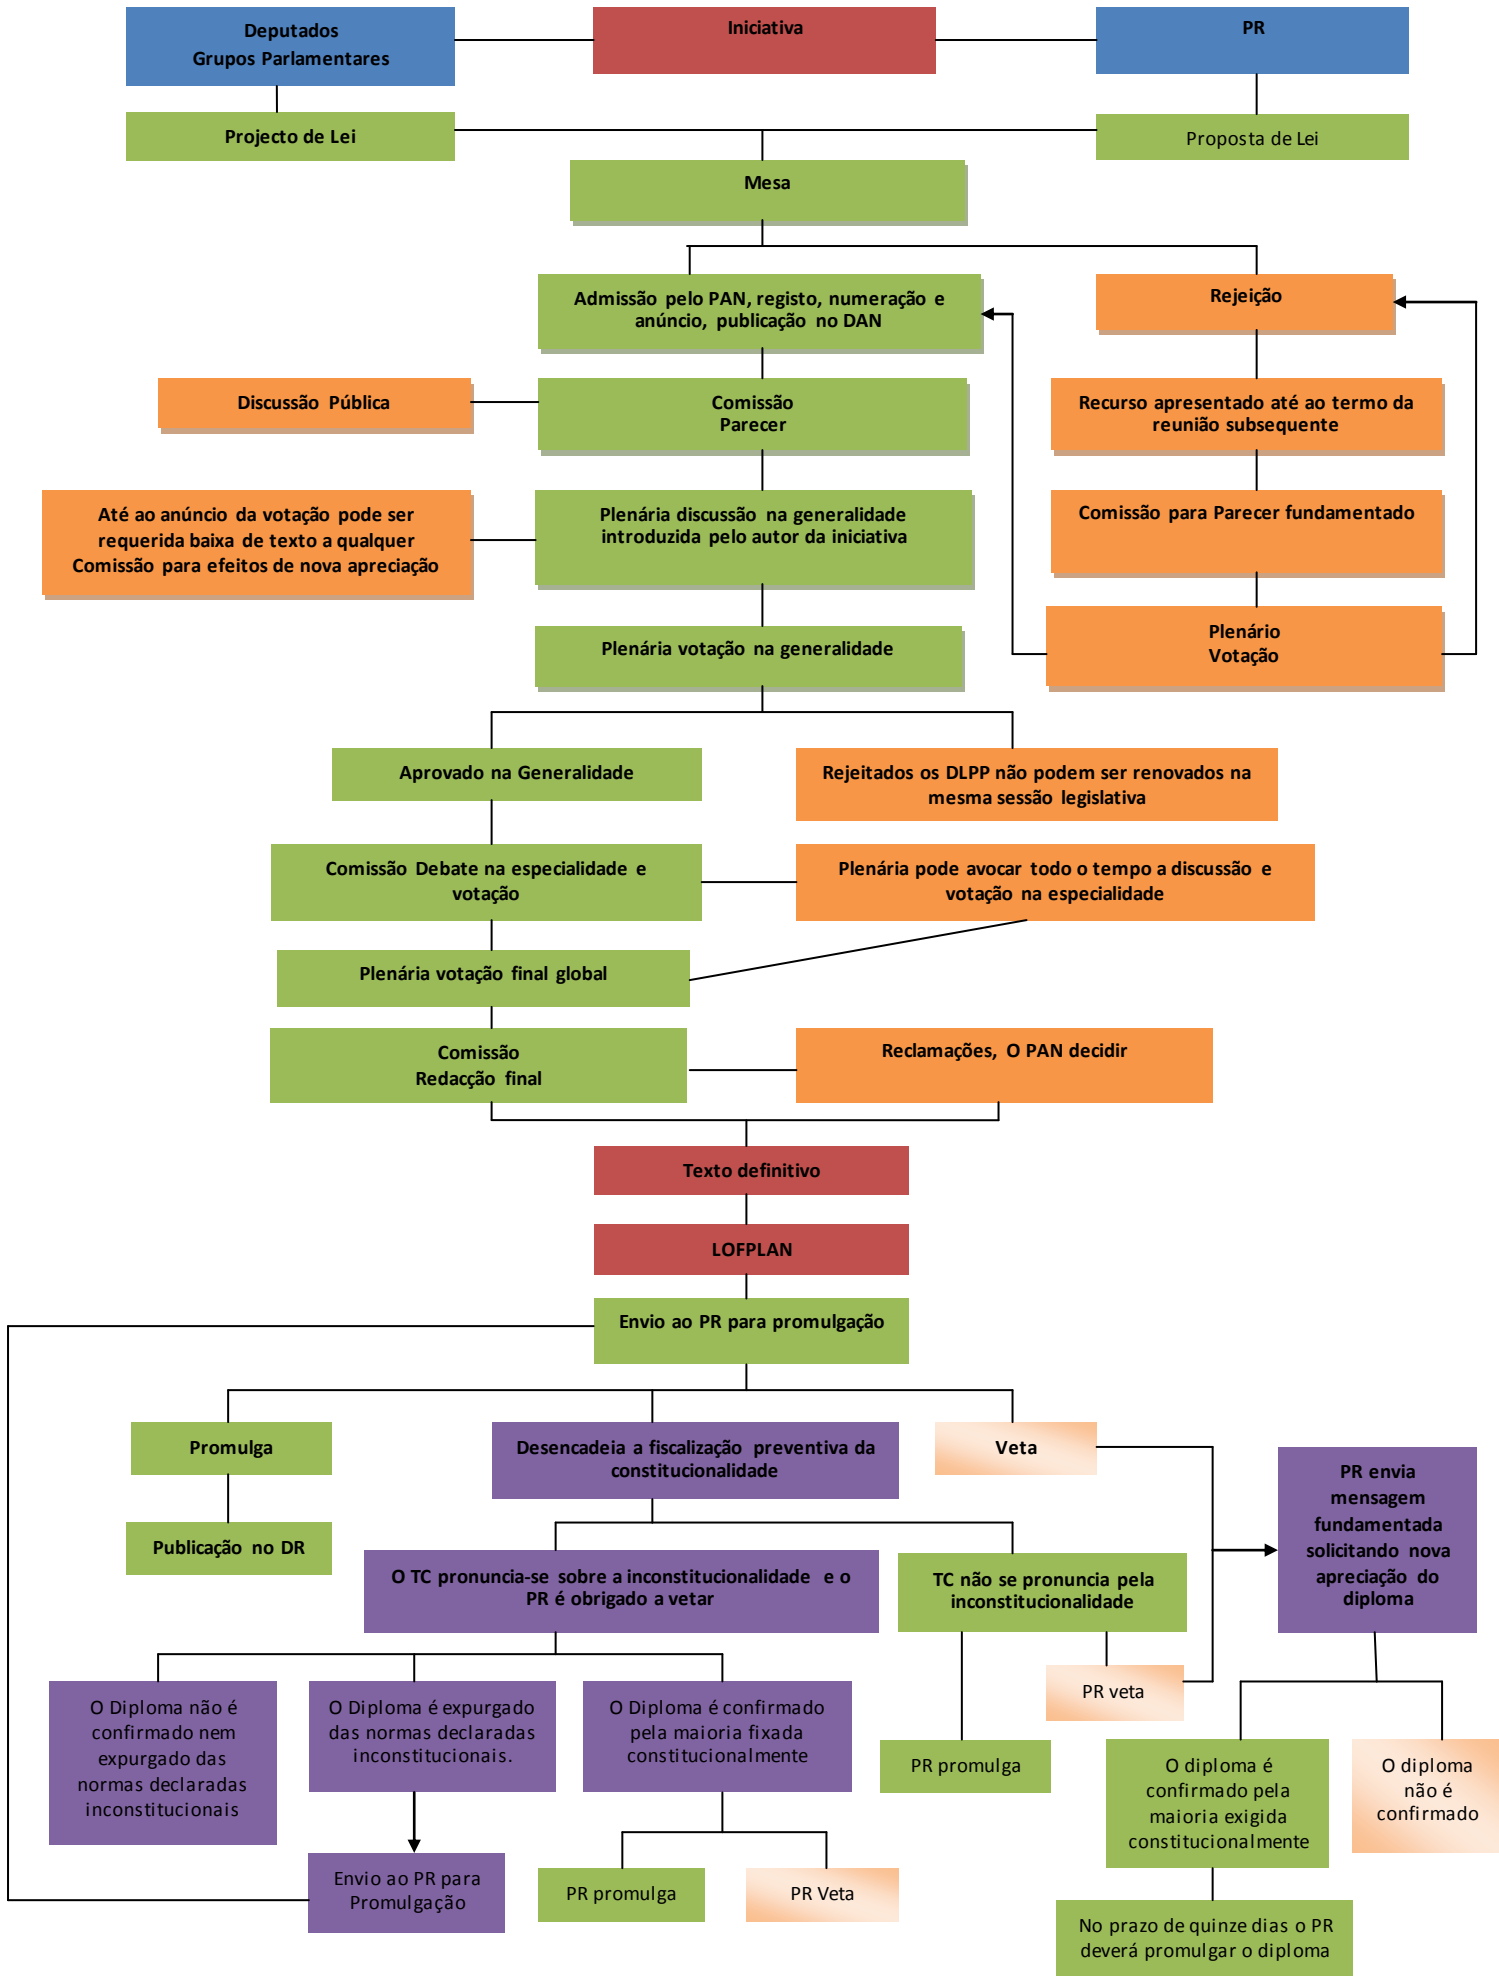 Deputados
Grupos Parlamentares
Iniciativa
PR
Projecto de Lei
Proposta de Lei
Mesa
Admissão pelo PAN, registo, numeração e
anúncio, publicação no DAN
Rejeição
Discussão Pública
Comissão
Parecer
Recurso apresentado até ao termo da
reunião subsequente
Até ao anúncio da votação pode ser
requerida baixa de texto a qualquer
Comissão para efeitos de nova apreciação
Plenária discussão na generalidade
introduzida pelo autor da iniciativa
Comissão para Parecer fundamentado
Plenária votação na generalidade
Plenário
Votação
Aprovado na Generalidade
Rejeitados os DLPP não podem ser renovados na
mesma sessão legislativa
Comissão Debate na especialidade e
votação
Plenária pode avocar todo o tempo a discussão e
votação na especialidade
Plenária votação final global
Comissão
Redacção final
Reclamações, O PAN decidir
Texto definitivo
LOFPLAN
Envio ao PR para promulgação
Promulga
Desencadeia a fiscalização preventiva da
constitucionalidade
Veta
PR envia
mensagem
fundamentada
solicitando nova
apreciação do
diploma
Publicação no DR
O TC pronuncia-se sobre a inconstitucionalidade e o
PR é obrigado a vetar
TC não se pronuncia pela
inconstitucionalidade
O Diploma não é
confirmado nem
expurgado das
normas declaradas
inconstitucionais
O Diploma é expurgado
das normas declaradas
inconstitucionais.
O Diploma é confirmado
pela maioria fixada
constitucionalmente
PR veta
PR promulga
O diploma é
confirmado pela
maioria exigida
constitucionalmente
O diploma
não é
confirmado
Envio ao PR para
Promulgação
PR promulga
PR Veta
No prazo de quinze dias o PR
deverá promulgar o diploma